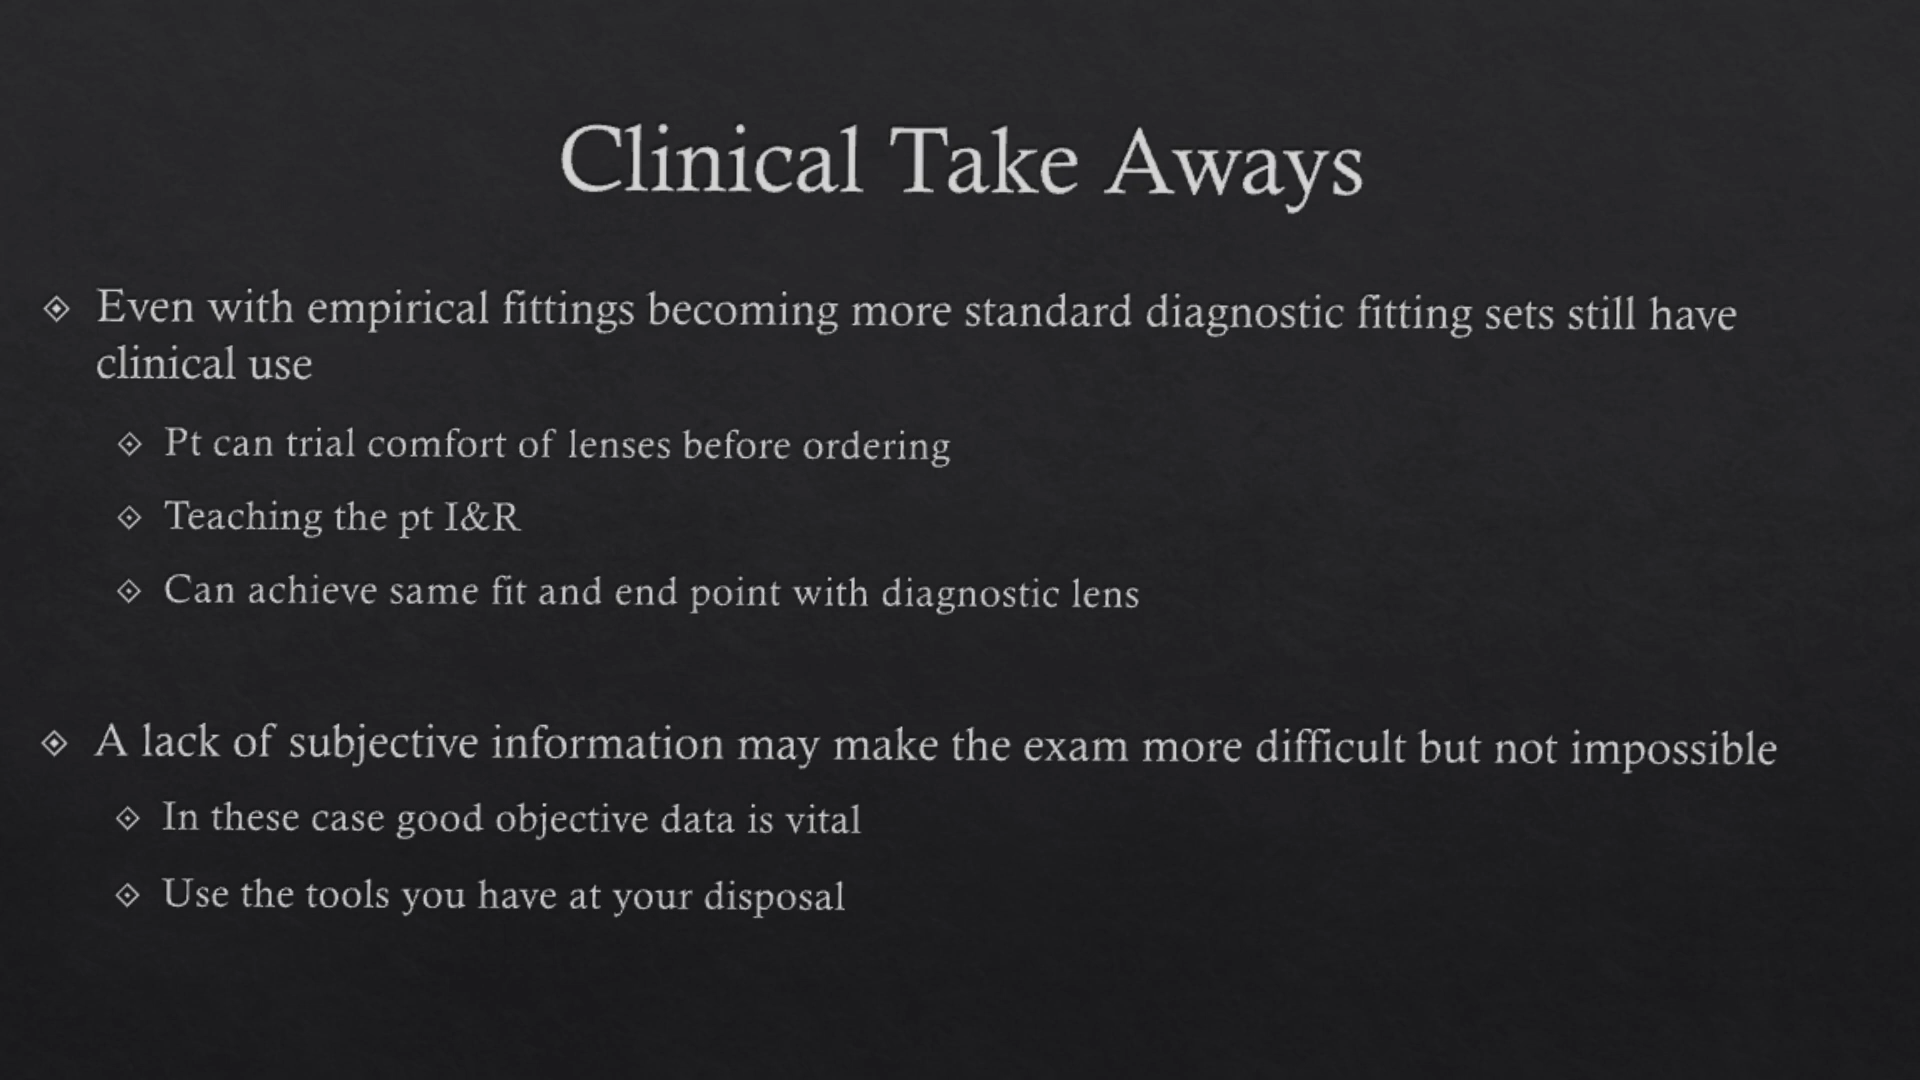 Clinical Take Aways
Even with empirical fittings becoming more standard diagnostic fitting sets still have
clinical use
Pt can trial comfort of lenses before ordering
Teaching the pt I&R
Can achieve same fit and end point with diagnostic lens
A lack of subjective information may make the exam more difficult but not impossible
In these case good objective data is vital
Use the tools you have at your disposal